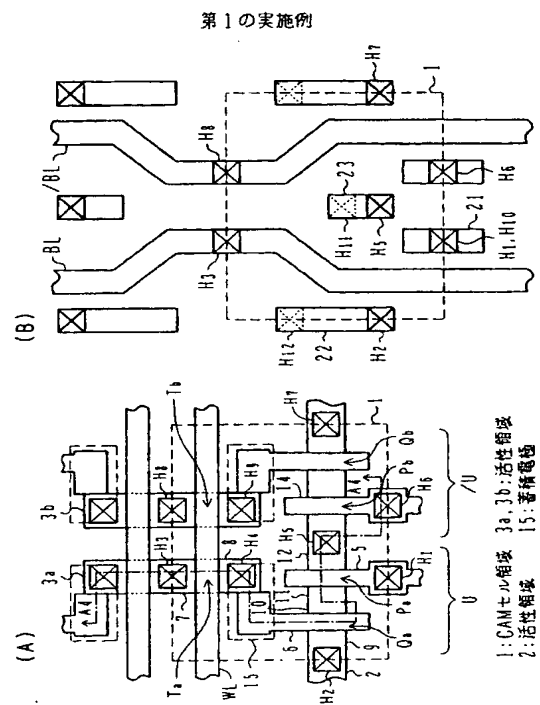 第1の実施例
(A)
3a
3b
A4
Ta
Tb
H3
H8
7
8
WL
15
H4
H9
10
6
11
12
14
H5
H7
1
H2
2
9
Qa
Pa
5
H1
A4
H6
Pb
Qb
U
/U
1:CAMセル領域 3a,3b:活性領域
2:活性領域 15:蓄積電極
(B)
BL
/BL
H3
H8
H12
22
H2
H11
23
H5
H7
1
H1,H10
21
H6